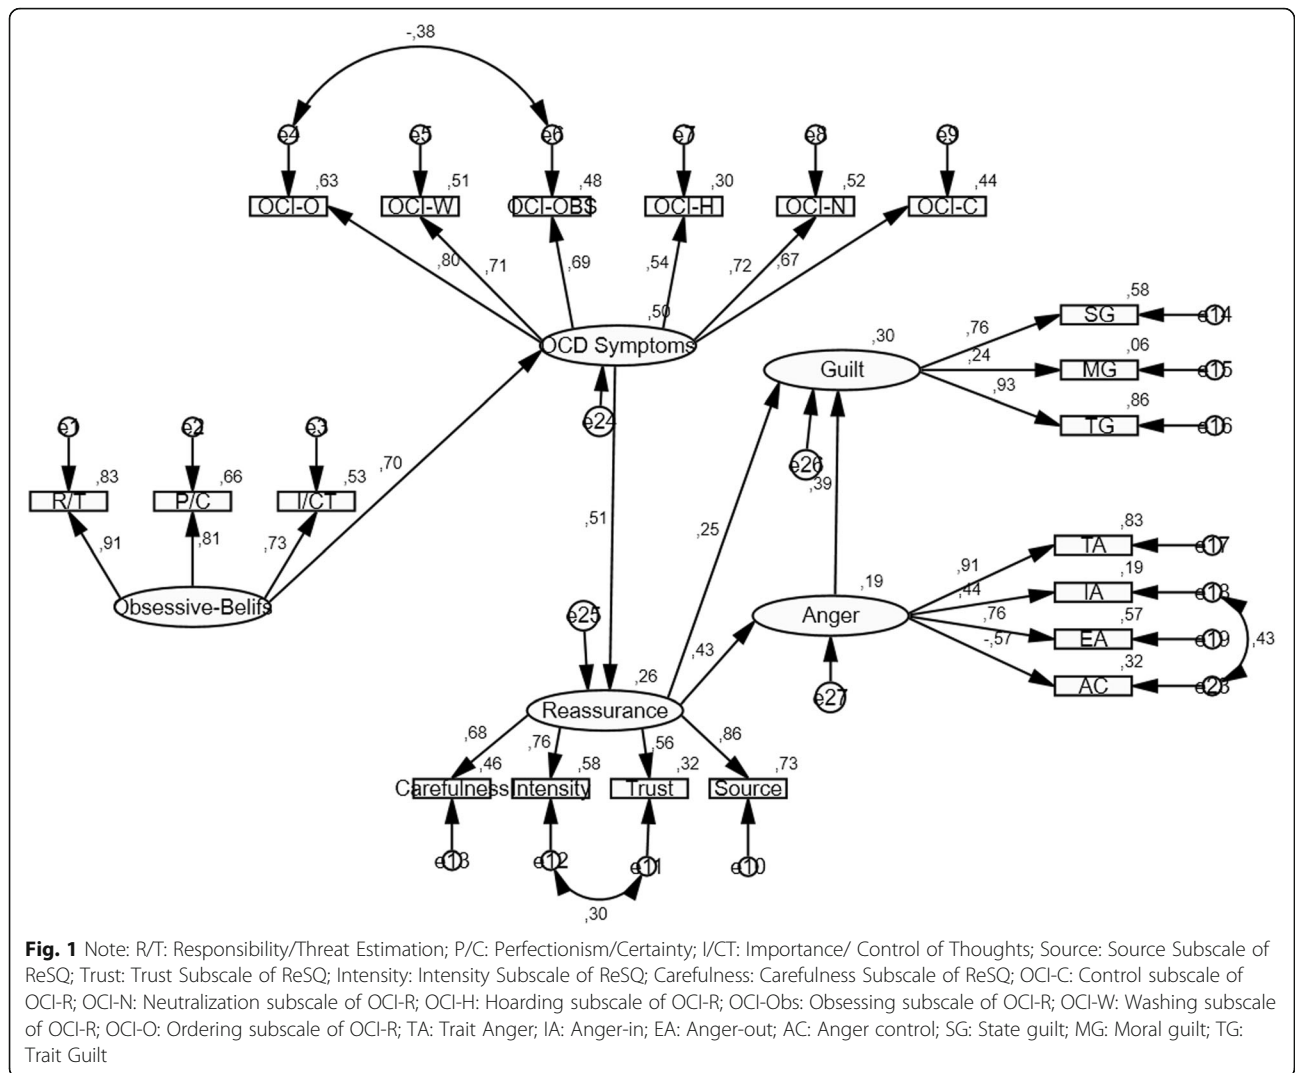 -,38
e4 e5 e6 e7 e8 e9
,63 ,51 ,48 ,30 ,52 ,44
OCI-O OCI-W OCI-OBS OCI-H OCI-N OCI-C
,80 ,71 ,69 ,54 ,72 ,67
,50
OCD Symptoms
e24
,58
SG e14
,76
,30
Guilt
,24
,06
MG e15
,93
,86
TG e16
e26
,39
e1 e2 e3
,83 ,66 ,53
R/T P/C I/CT
,70
,91 ,81 ,73
Obsessive-Belifs
,51
,25
,83
TA e17
,91
,19
IA e18
,44
,19
Anger
,76
,57
EA e19
,43
-,57
,32
AC e23
e25
,43
e27
,26
Reassurance
,68 ,76 ,56 ,86
,46 ,58 ,32 ,73
Carefulness Intensity Trust Source
e13 e12 e11 e10
,30
Fig. 1 Note: R/T: Responsibility/Threat Estimation; P/C: Perfectionism/Certainty; I/CT: Importance/ Control of Thoughts; Source: Source Subscale of
ReSQ; Trust: Trust Subscale of ReSQ; Intensity: Intensity Subscale of ReSQ; Carefulness: Carefulness Subscale of ReSQ; OCI-C: Control subscale of
OCI-R; OCI-N: Neutralization subscale of OCI-R; OCI-H: Hoarding subscale of OCI-R; OCI-Obs: Obsessing subscale of OCI-R; OCI-W: Washing subscale
of OCI-R; OCI-O: Ordering subscale of OCI-R; TA: Trait Anger; IA: Anger-in; EA: Anger-out; AC: Anger control; SG: State guilt; MG: Moral guilt; TG:
Trait Guilt